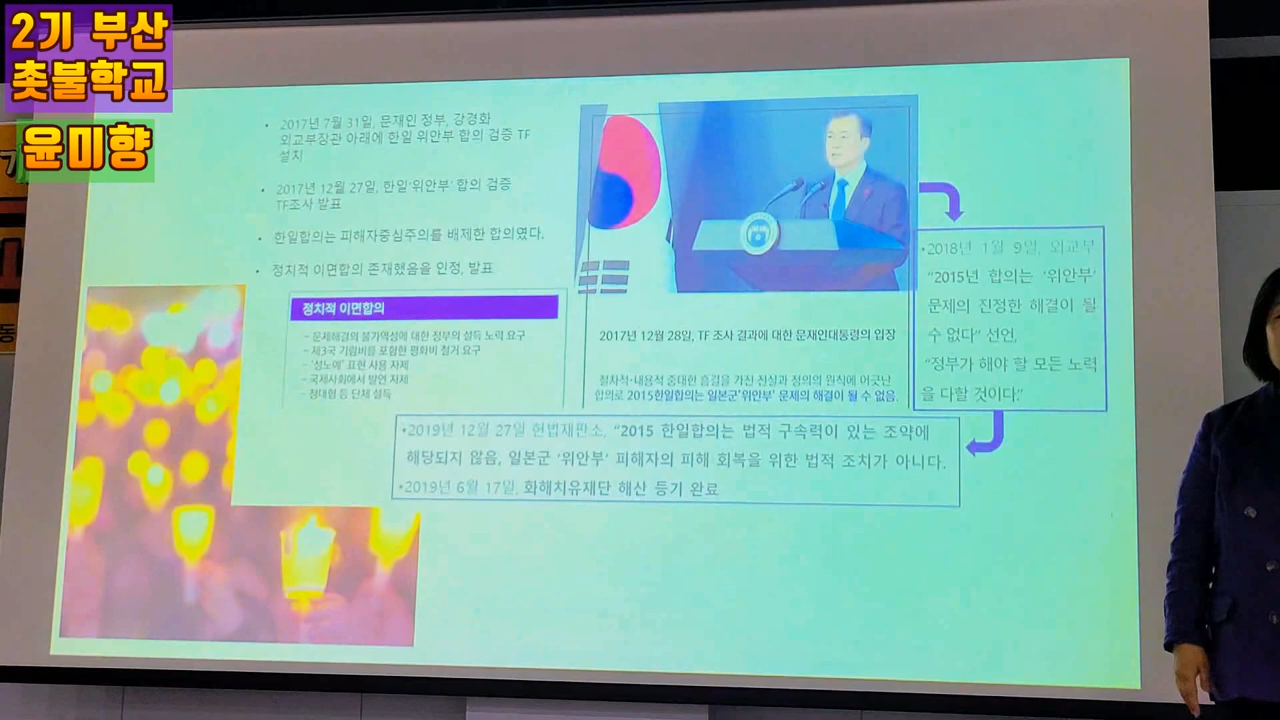 2기 부산
촛불학교
윤미향
• 2017년 7월 31일, 문재인 정부, 강경화
외교부장관 아래에 한일 위안부 합의 검증 TF
설치
• 2017년 12월 27일, 한일'위안부' 합의 검증
TF조사 발표
• 한일합의는 피해자중심주의를 배제한 합의였다.
• 정치적 이면합의 존재했음을 인정, 발표
정치적 이면합의
– 문제해결의 불가역성에 대한 정부의 설득 노력 요구
– 제3국 기림비를 포함한 평화비 철거 요구
– '성노예' 표현 사용 자제
– 국제사회에서 발언 자제
– 정대협 등 단체 설득
2017년 12월 28일, TF 조사 결과에 대한 문재인대통령의 입장
절차적·내용적 중대한 흠결을 가진 진실과 정의의 원칙에 어긋난
합의로 2015한일합의는 일본군'위안부' 문제의 해결이 될 수 없음.
•2018년 1월 9일, 외교부
"2015년 합의는 '위안부'
문제의 진정한 해결이 될
수 없다" 선언,
"정부가 해야 할 모든 노력
을 다할 것이다."
•2019년 12월 27일 헌법재판소, "2015 한일합의는 법적 구속력이 있는 조약에
해당되지 않음, 일본군 '위안부' 피해자의 피해 회복을 위한 법적 조치가 아니다.
•2019년 6월 17일, 화해치유재단 해산 등기 완료